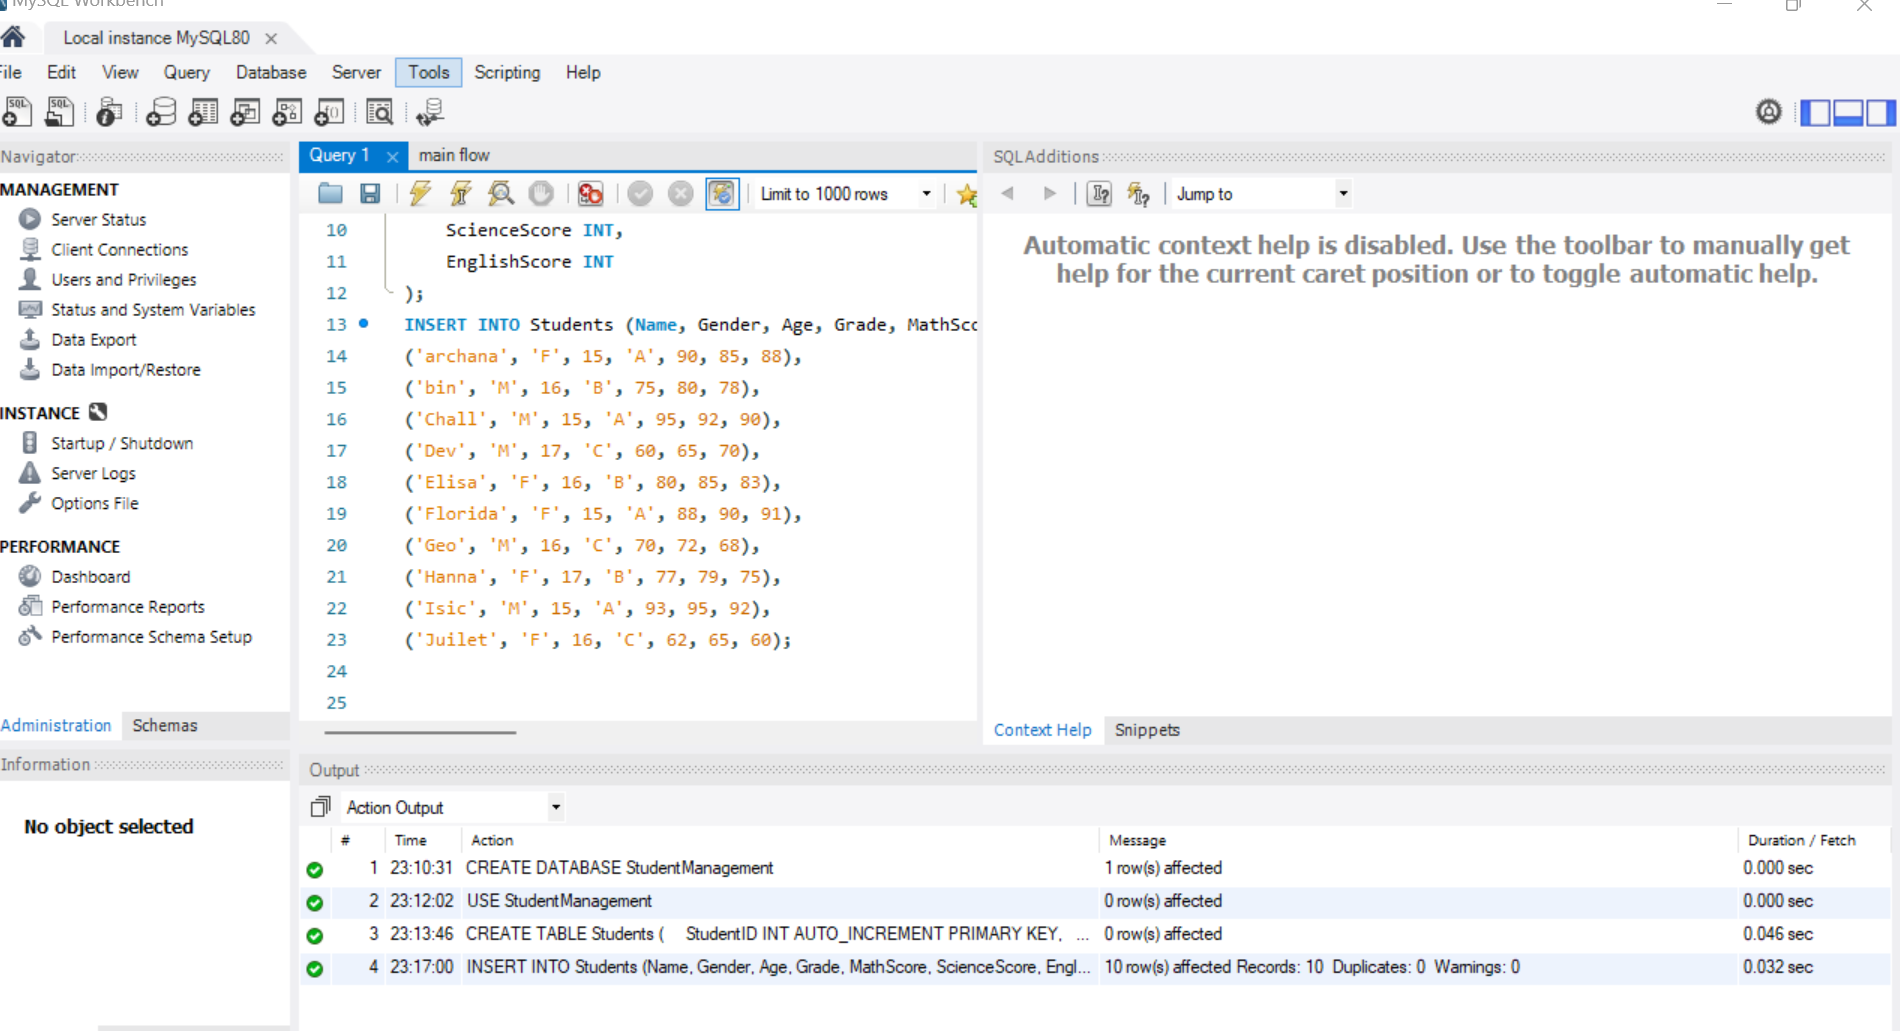 MySQL Workbench
Local instance MySQL80
File Edit View Query Database Server Tools Scripting Help
Navigator
MANAGEMENT
Server Status
Client Connections
Users and Privileges
Status and System Variables
Data Export
Data Import/Restore
INSTANCE
Startup / Shutdown
Server Logs
Options File
PERFORMANCE
Dashboard
Performance Reports
Performance Schema Setup
Administration Schemas
Information
No object selected
Query 1 main flow
Limit to 1000 rows
10 ScienceScore INT,
11 EnglishScore INT
12 );
13 INSERT INTO Students (Name, Gender, Age, Grade, MathSco
14 ('archana', 'F', 15, 'A', 90, 85, 88),
15 ('bin', 'M', 16, 'B', 75, 80, 78),
16 ('Chall', 'M', 15, 'A', 95, 92, 90),
17 ('Dev', 'M', 17, 'C', 60, 65, 70),
18 ('Elisa', 'F', 16, 'B', 80, 85, 83),
19 ('Florida', 'F', 15, 'A', 88, 90, 91),
20 ('Geo', 'M', 16, 'C', 70, 72, 68),
21 ('Hanna', 'F', 17, 'B', 77, 79, 75),
22 ('Isic', 'M', 15, 'A', 93, 95, 92),
23 ('Juilet', 'F', 16, 'C', 62, 65, 60);
24
25
SQLAdditions
Jump to
Automatic context help is disabled. Use the toolbar to manually get
help for the current caret position or to toggle automatic help.
Context Help Snippets
Output
Action Output
# Time Action Message Duration / Fetch
1 23:10:31 CREATE DATABASE StudentManagement 1 row(s) affected 0.000 sec
2 23:12:02 USE StudentManagement 0 row(s) affected 0.000 sec
3 23:13:46 CREATE TABLE Students ( StudentID INT AUTO_INCREMENT PRIMARY KEY, ... 0 row(s) affected 0.046 sec
4 23:17:00 INSERT INTO Students (Name, Gender, Age, Grade, MathScore, ScienceScore, Engl... 10 row(s) affected Records: 10 Duplicates: 0 Warnings: 0 0.032 sec